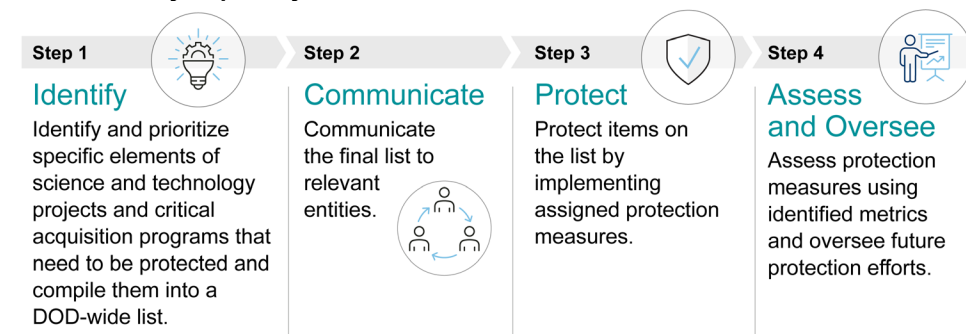 Step 1
Identify
Identify and prioritize
specific elements of
science and technology
projects and critical
acquisition programs that
need to be protected and
compile them into a
DOD-wide list.
Step 2
Communicate
Communicate
the final list to
relevant
entities.
Step 3
Protect
Protect items on
the list by
implementing
assigned protection
measures.
Step 4
Assess
and Oversee
Assess protection
measures using
identified metrics
and oversee future
protection efforts.